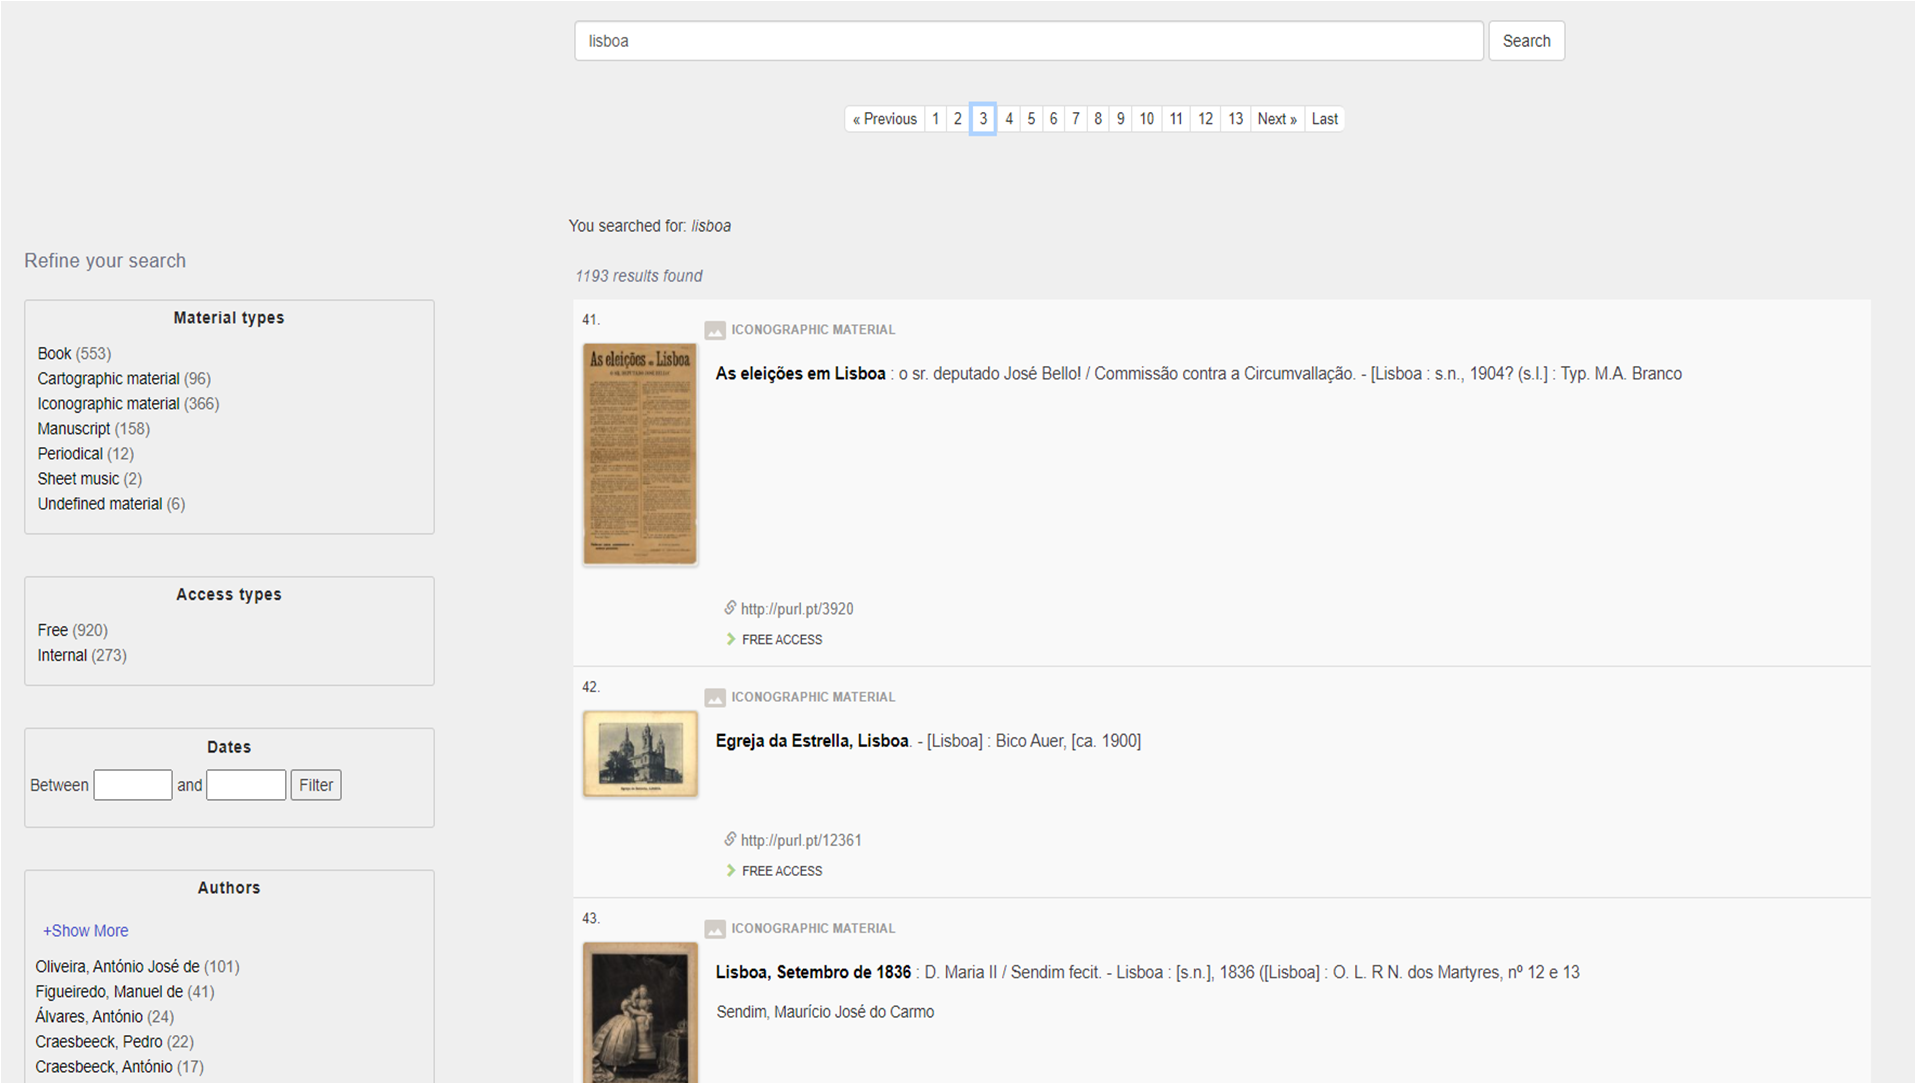 lisboa
Search
« Previous 1 2 3 4 5 6 7 8 9 10 11 12 13 Next » Last
You searched for: lisboa
Refine your search
1193 results found
Material types
Book (553)
Cartographic material (96)
Iconographic material (366)
Manuscript (158)
Periodical (12)
Sheet music (2)
Undefined material (6)
Access types
Free (920)
Internal (273)
Dates
Between and Filter
Authors
+Show More
Oliveira, António José de (101)
Figueiredo, Manuel de (41)
Álvares, António (24)
Craesbeeck, Pedro (22)
Craesbeeck, António (17)
41.
ICONOGRAPHIC MATERIAL
As eleições em Lisboa
As eleições em Lisboa : o sr. deputado José Bello! / Commissão contra a Circumvallação. - [Lisboa : s.n., 1904? (s.l.] : Typ. M.A. Branco
http://purl.pt/3920
FREE ACCESS
42.
ICONOGRAPHIC MATERIAL
Egreja da Estrella, Lisboa. - [Lisboa] : Bico Auer, [ca. 1900]
http://purl.pt/12361
FREE ACCESS
43.
ICONOGRAPHIC MATERIAL
Lisboa, Setembro de 1836 : D. Maria II / Sendim fecit. - Lisboa : [s.n.], 1836 ([Lisboa] : O. L. R N. dos Martyres, nº 12 e 13
Sendim, Maurício José do Carmo